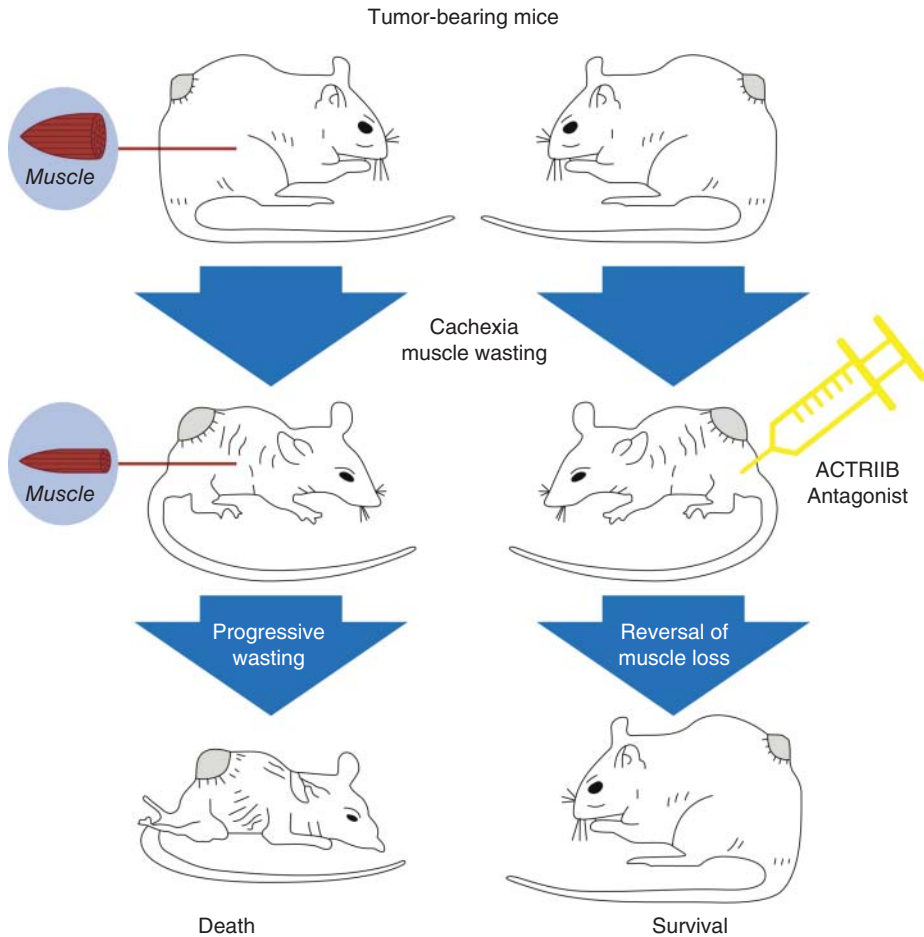 Tumor-bearing mice
Muscle
Cachexia
muscle wasting
Muscle
ACTRIIB
Antagonist
Progressive
wasting
Reversal of
muscle loss
Death
Survival